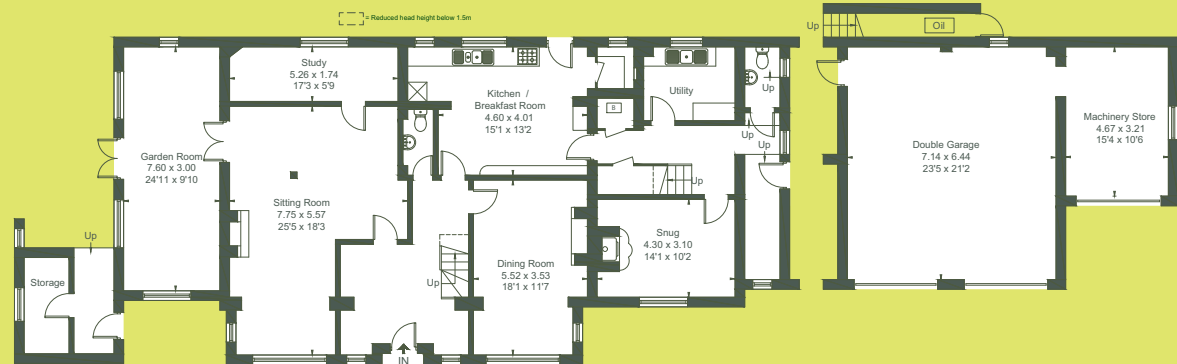 = Reduced head height below 1.5m
Up
Oil
Study
5.26 x 1.74
17'3 x 5'9
Kitchen /
Breakfast Room
4.60 x 4.01
15'1 x 13'2
Utility
Up
B
Up
Up
Machinery Store
4.67 x 3.21
15'4 x 10'6
Double Garage
7.14 x 6.44
23'5 x 21'2
Garden Room
7.60 x 3.00
24'11 x 9'10
Up
Sitting Room
7.75 x 5.57
25'5 x 18'3
Snug
4.30 x 3.10
14'1 x 10'2
Up
Dining Room
5.52 x 3.53
18'1 x 11'7
Up
Storage
IN